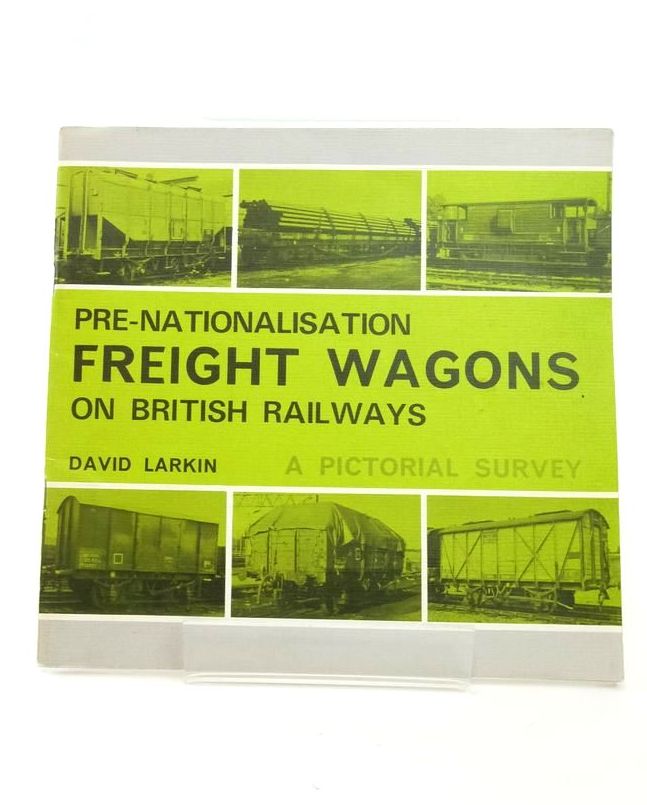 PRE-NATIONALISATION
FREIGHT WAGONS
ON BRITISH RAILWAYS
DAVID LARKIN
A PICTORIAL SURVEY